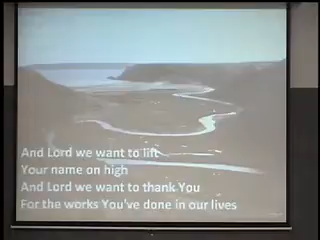 And Lord we want to lift
Your name on high
And Lord we want to thank You
For the works You've done in our lives